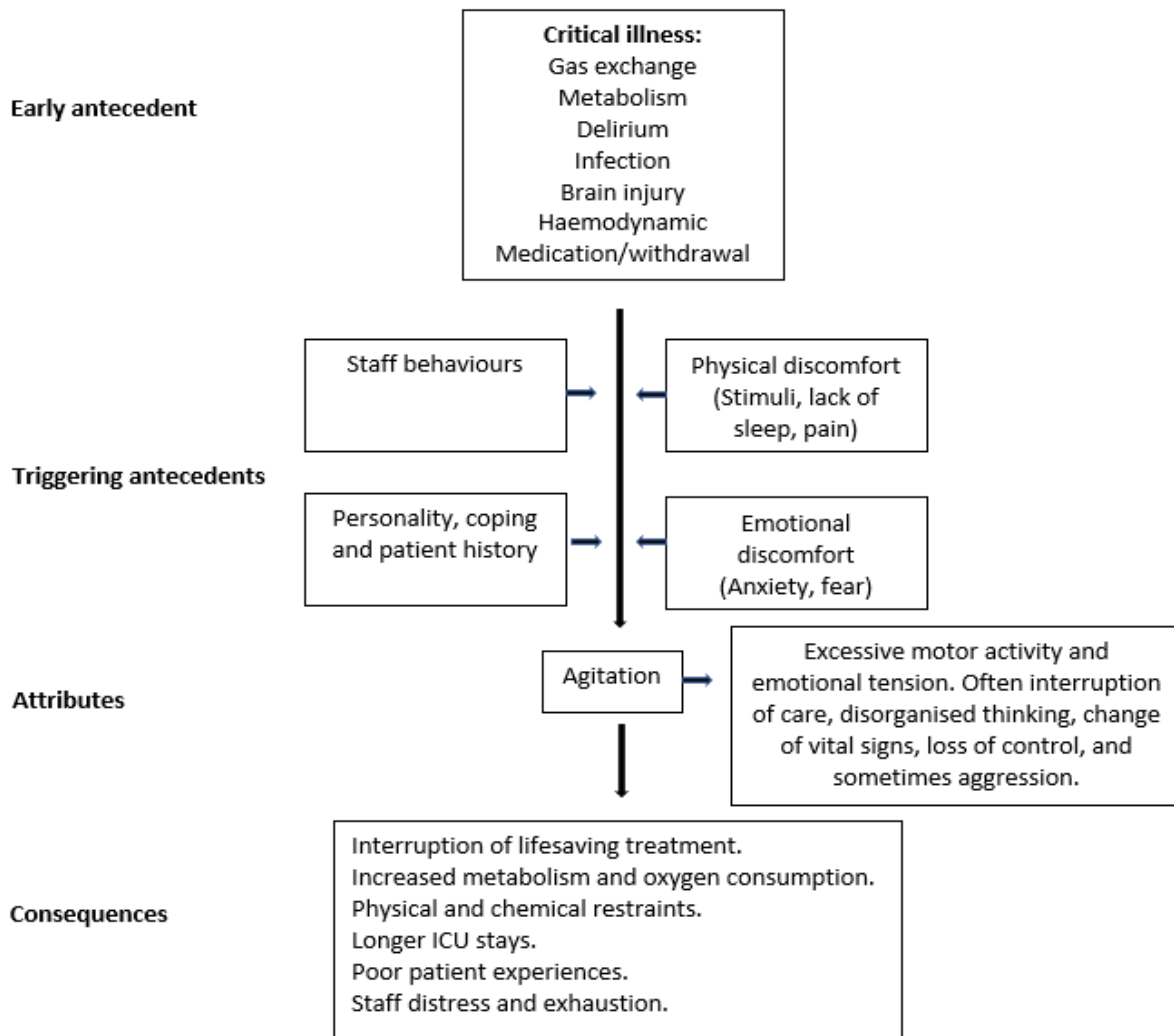 Early antecedent
Critical illness:
Gas exchange
Metabolism
Delirium
Infection
Brain injury
Haemodynamic
Medication/withdrawal
Triggering antecedents
Staff behaviours
Physical discomfort
(Stimuli, lack of
sleep, pain)
Personality, coping
and patient history
Emotional
discomfort
(Anxiety, fear)
Attributes
Agitation
Excessive motor activity and
emotional tension. Often interruption
of care, disorganised thinking, change
of vital signs, loss of control, and
sometimes aggression.
Consequences
Interruption of lifesaving treatment.
Increased metabolism and oxygen consumption.
Physical and chemical restraints.
Longer ICU stays.
Poor patient experiences.
Staff distress and exhaustion.